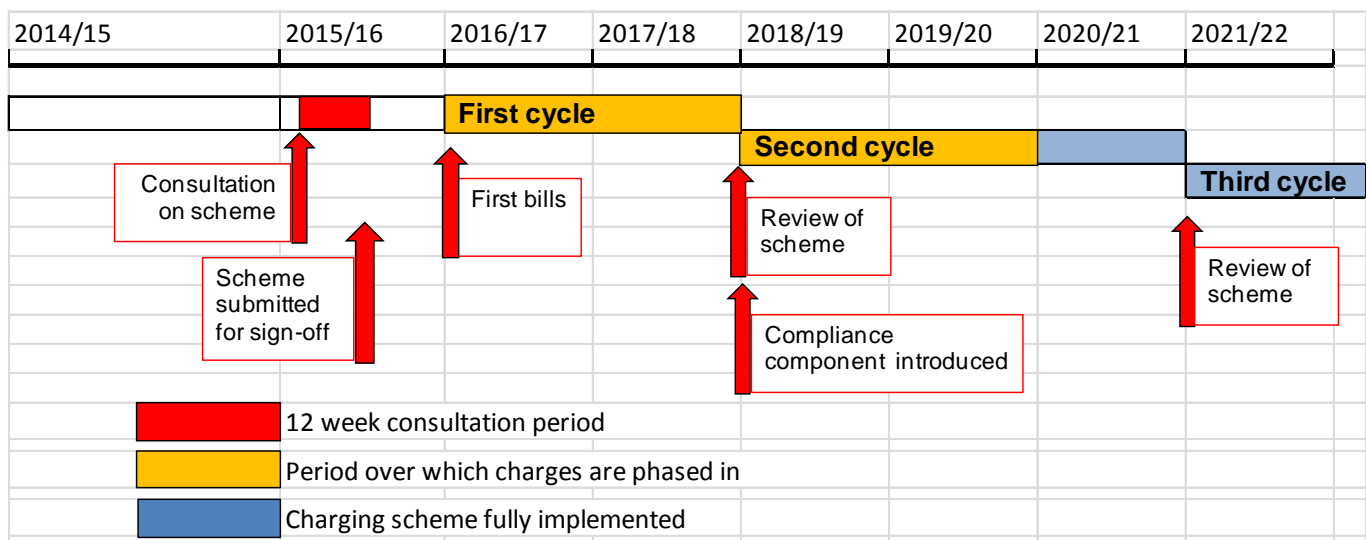 2014/15 2015/16 2016/17 2017/18 2018/19 2019/20 2020/21 2021/22
First cycle
Second cycle
Third cycle
Consultation
on scheme
First bills
Review of
scheme
Scheme
submitted
for sign-off
Review of
scheme
Compliance
component introduced
12 week consultation period
Period over which charges are phased in
Charging scheme fully implemented